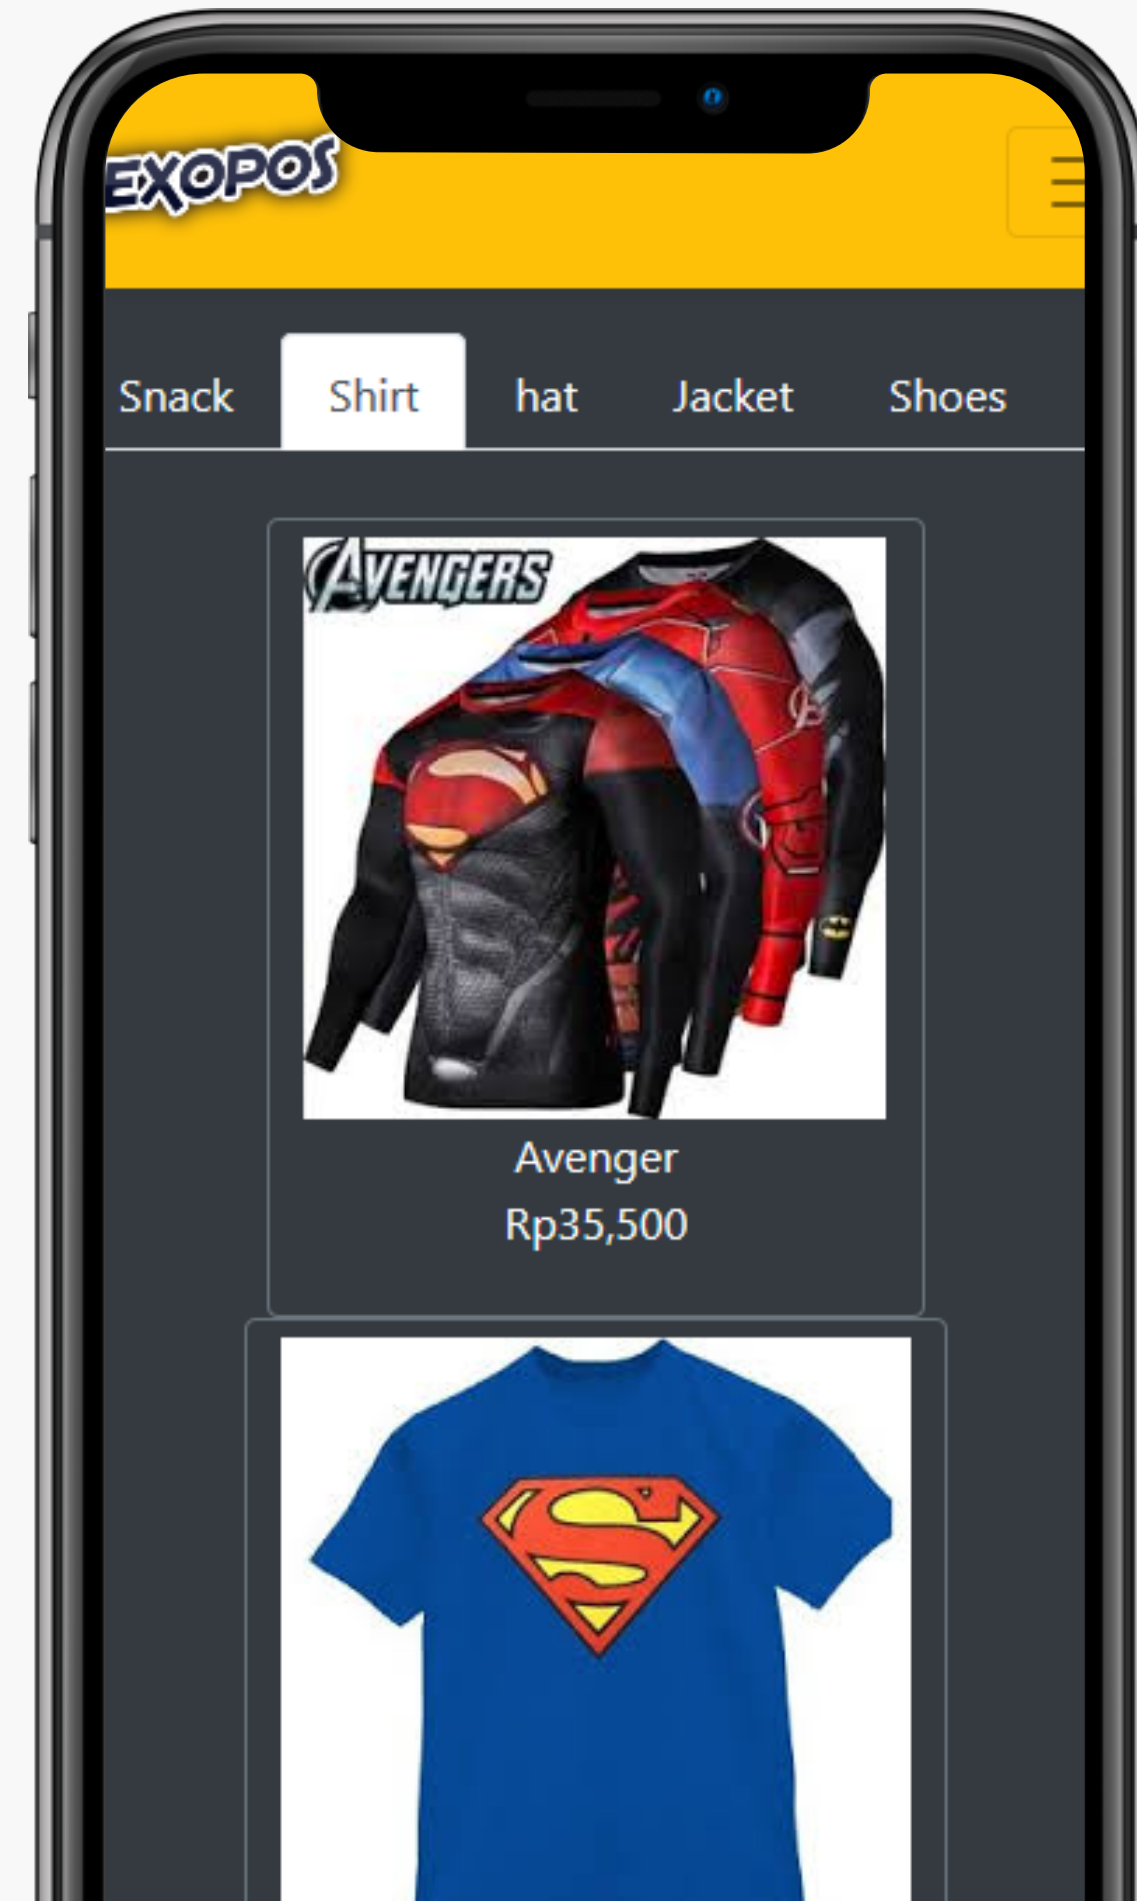 EXOPOS
Snack Shirt hat Jacket Shoes
AVENGERS
Avenger
Rp35,500
S